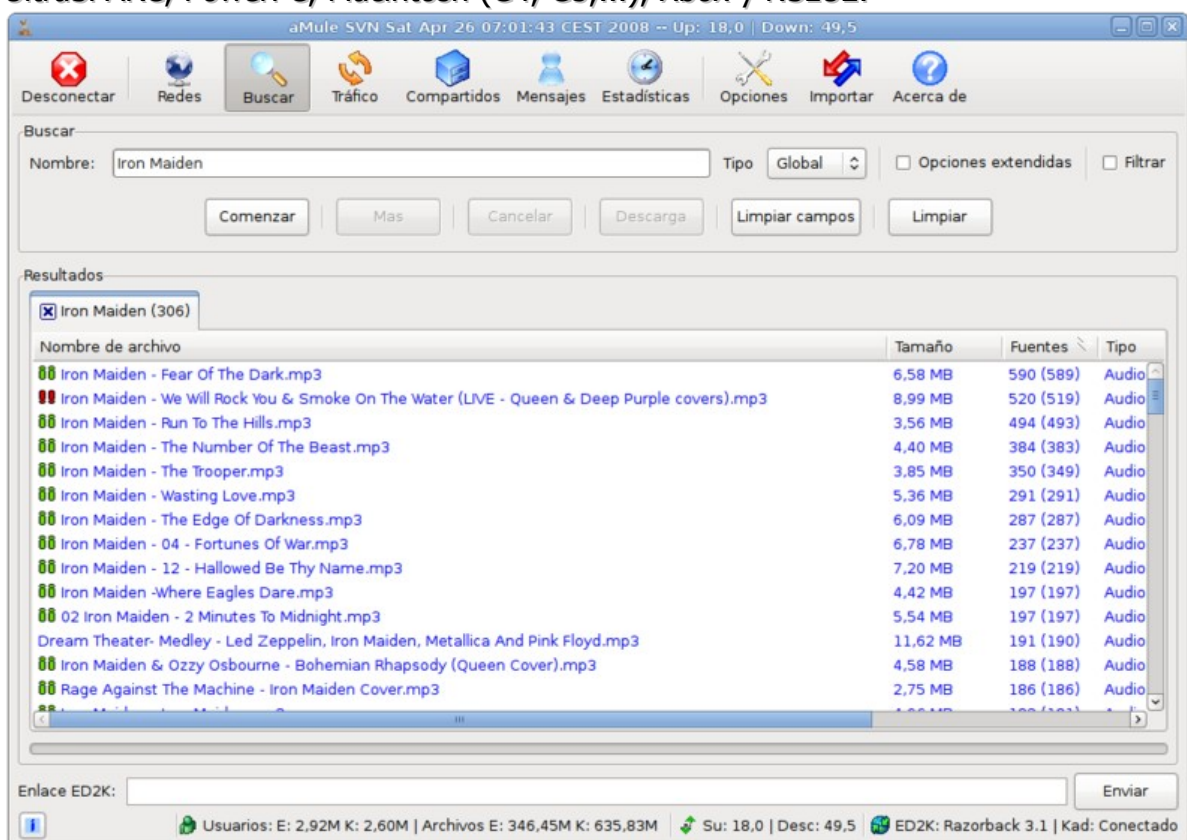 aMule SVN Sat Apr 26 07:01:43 CEST 2008 -- Up: 18,0 | Down: 49,5
Desconectar Redes Buscar Tráfico Compartidos Mensajes Estadísticas Opciones Importar Acerca de
Buscar
Nombre: Iron Maiden Tipo Global Opciones extendidas Filtrar
Comenzar Mas Cancelar Descarga Limpiar campos Limpiar
Resultados
Iron Maiden (306)
Nombre de archivo Tamaño Fuentes Tipo
Iron Maiden - Fear Of The Dark.mp3 6,58 MB 590 (589) Audio
Iron Maiden - We Will Rock You & Smoke On The Water (LIVE - Queen & Deep Purple covers).mp3 8,99 MB 520 (519) Audio
Iron Maiden - Run To The Hills.mp3 3,56 MB 494 (493) Audio
Iron Maiden - The Number Of The Beast.mp3 4,40 MB 384 (383) Audio
Iron Maiden - The Trooper.mp3 3,85 MB 350 (349) Audio
Iron Maiden - Wasting Love.mp3 5,36 MB 291 (291) Audio
Iron Maiden - The Edge Of Darkness.mp3 6,09 MB 287 (287) Audio
Iron Maiden - 04 - Fortunes Of War.mp3 6,78 MB 237 (237) Audio
Iron Maiden - 12 - Hallowed Be Thy Name.mp3 7,20 MB 219 (219) Audio
Iron Maiden -Where Eagles Dare.mp3 4,42 MB 197 (197) Audio
02 Iron Maiden - 2 Minutes To Midnight.mp3 5,54 MB 197 (197) Audio
Dream Theater- Medley - Led Zeppelin, Iron Maiden, Metallica And Pink Floyd.mp3 11,62 MB 191 (190) Audio
Iron Maiden & Ozzy Osbourne - Bohemian Rhapsody (Queen Cover).mp3 4,58 MB 188 (188) Audio
Rage Against The Machine - Iron Maiden Cover.mp3 2,75 MB 186 (186) Audio
Enlace ED2K: Enviar
Usuarios: E: 2,92M K: 2,60M | Archivos E: 346,45M K: 635,83M Su: 18,0 | Desc: 49,5 ED2K: Razorback 3.1 | Kad: Conectado